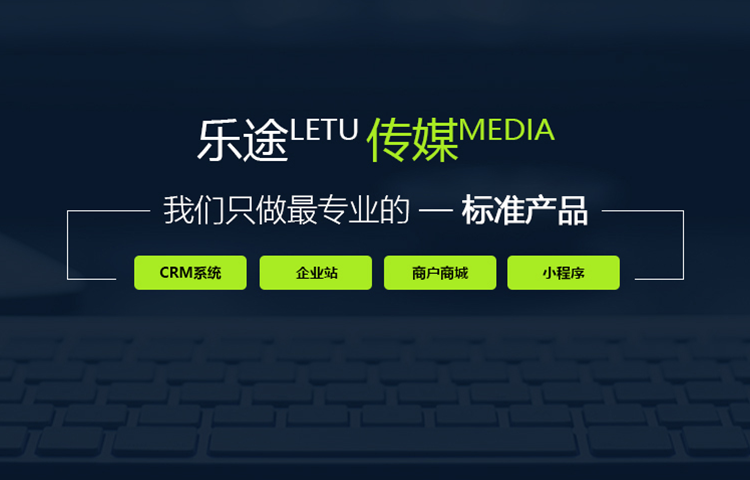 乐途LETU 传媒MEDIA
我们只做最专业的 — 标准产品
CRM系统 企业站 商户商城 小程序